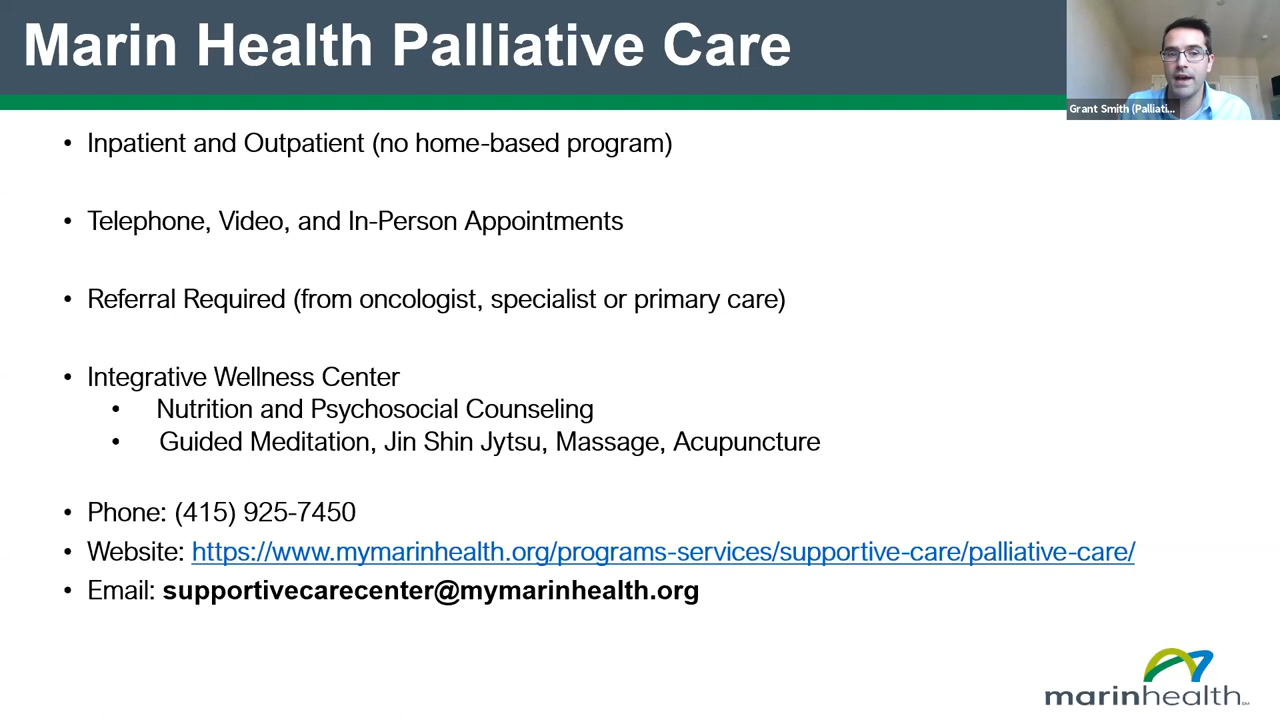 Marin Health Palliative Care
Grant Smith (Palliati...
• Inpatient and Outpatient (no home-based program)
• Telephone, Video, and In-Person Appointments
• Referral Required (from oncologist, specialist or primary care)
• Integrative Wellness Center
• Nutrition and Psychosocial Counseling
• Guided Meditation, Jin Shin Jytsu, Massage, Acupuncture
• Phone: (415) 925-7450
• Website: https://www.mymarinhealth.org/programs-services/supportive-care/palliative-care/
• Email: supportivecarecenter@mymarinhealth.org
marinhealth℠